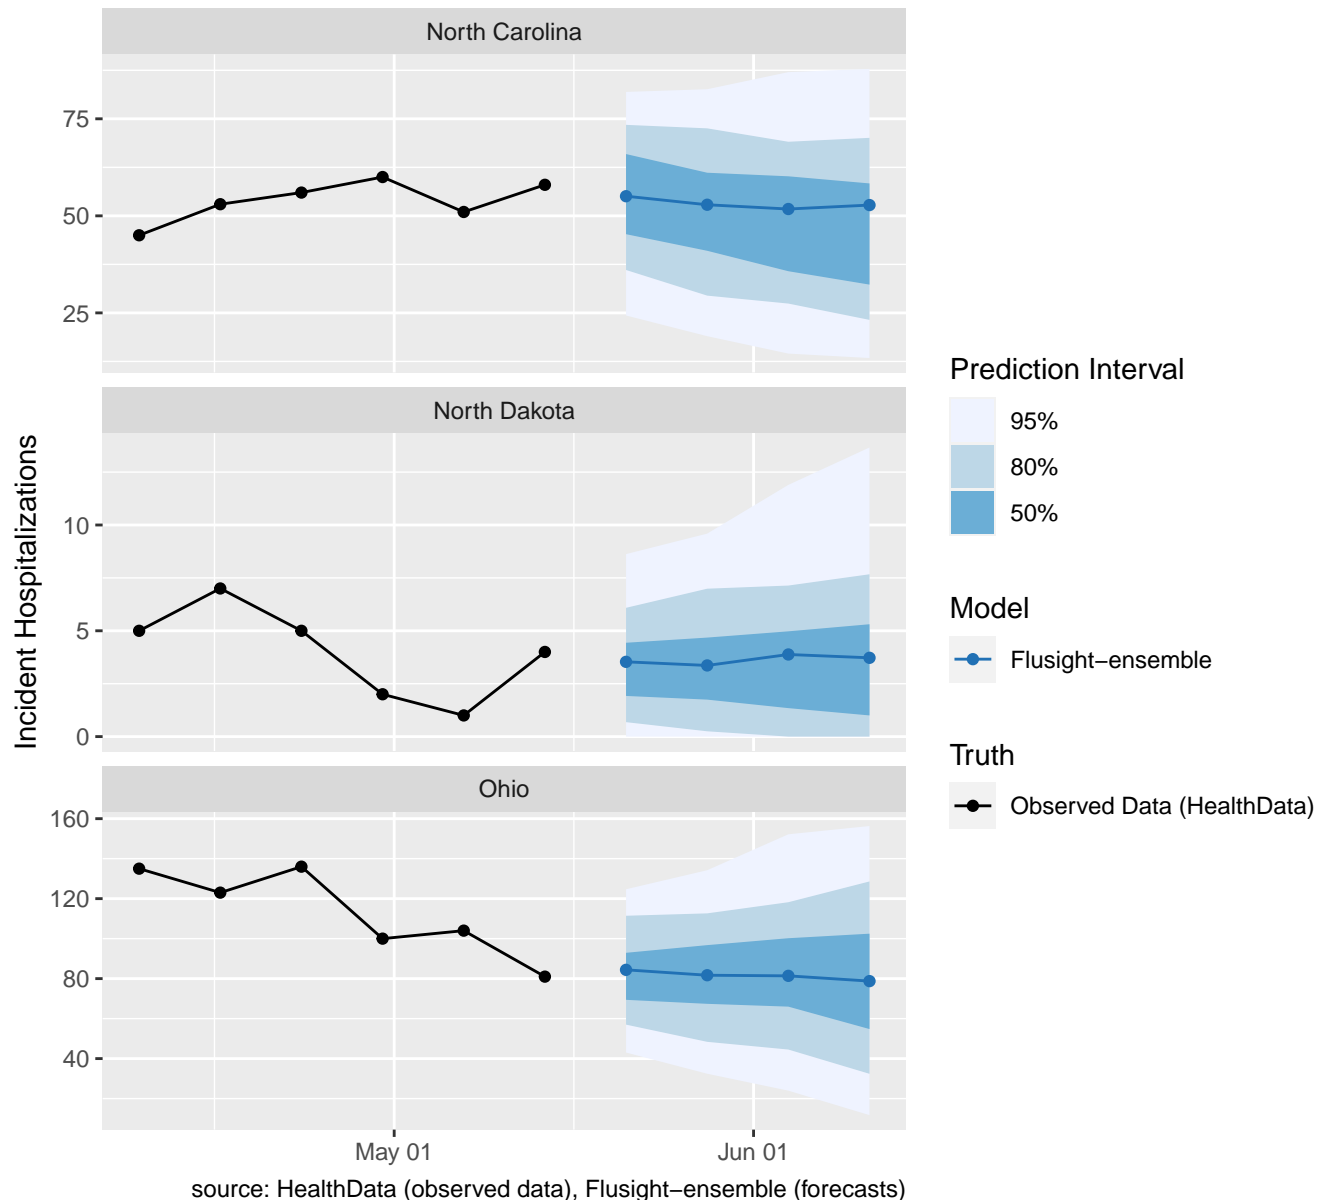 North Carolina
75
50
25
North Dakota
10
5
0
Ohio
160
120
80
40
May 01
Jun 01
Incident Hospitalizations
source: HealthData (observed data), Flusight−ensemble (forecasts)
Prediction Interval
95%
80%
50%
Model
Flusight−ensemble
Truth
Observed Data (HealthData)